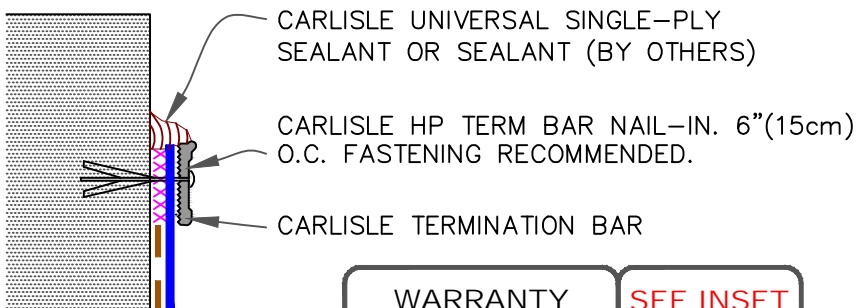 CARLISLE UNIVERSAL SINGLE-PLY
SEALANT OR SEALANT (BY OTHERS)
CARLISLE HP TERM BAR NAIL-IN. 6"(15cm)
O.C. FASTENING RECOMMENDED.
CARLISLE TERMINATION BAR
WARRANTY
SEE INSET